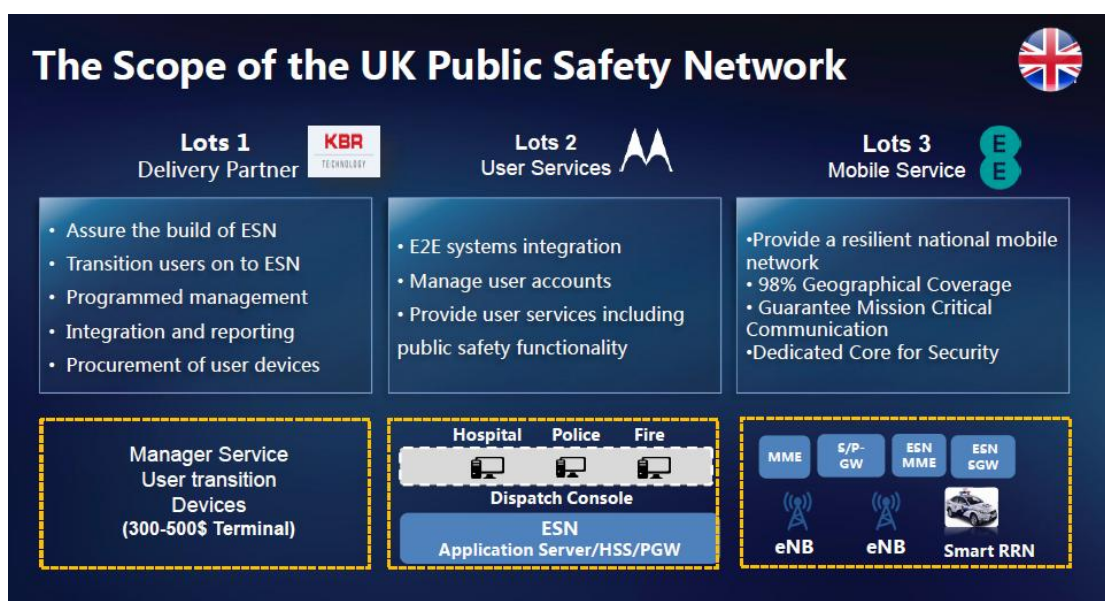 The Scope of the UK Public Safety Network
Lots 1
Delivery Partner
KBR
TECHNOLOGY
• Assure the build of ESN
• Transition users on to ESN
• Programmed management
• Integration and reporting
• Procurement of user devices
Manager Service
User transition
Devices
(300-500$ Terminal)
Lots 2
User Services
• E2E systems integration
• Manage user accounts
• Provide user services including
public safety functionality
Hospital Police Fire
Dispatch Console
ESN
Application Server/HSS/PGW
Lots 3
Mobile Service
E
E
•Provide a resilient national mobile
network
• 98% Geographical Coverage
• Guarantee Mission Critical
Communication
•Dedicated Core for Security
MME
S/P-
GW
ESN
MME
ESN
SGW
eNB eNB Smart RRN